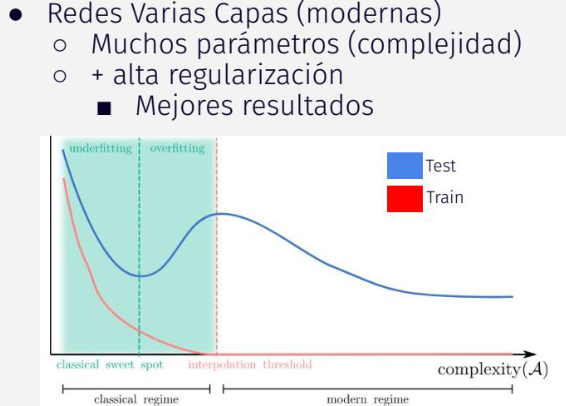 ● Redes Varias Capas (modernas)
○ Muchos parámetros (complejidad)
○ + alta regularización
■ Mejores resultados
underfitting overfitting
Test
Train
classical sweet spot interpolation threshold
complexity(𝒜)
classical regime modern regime